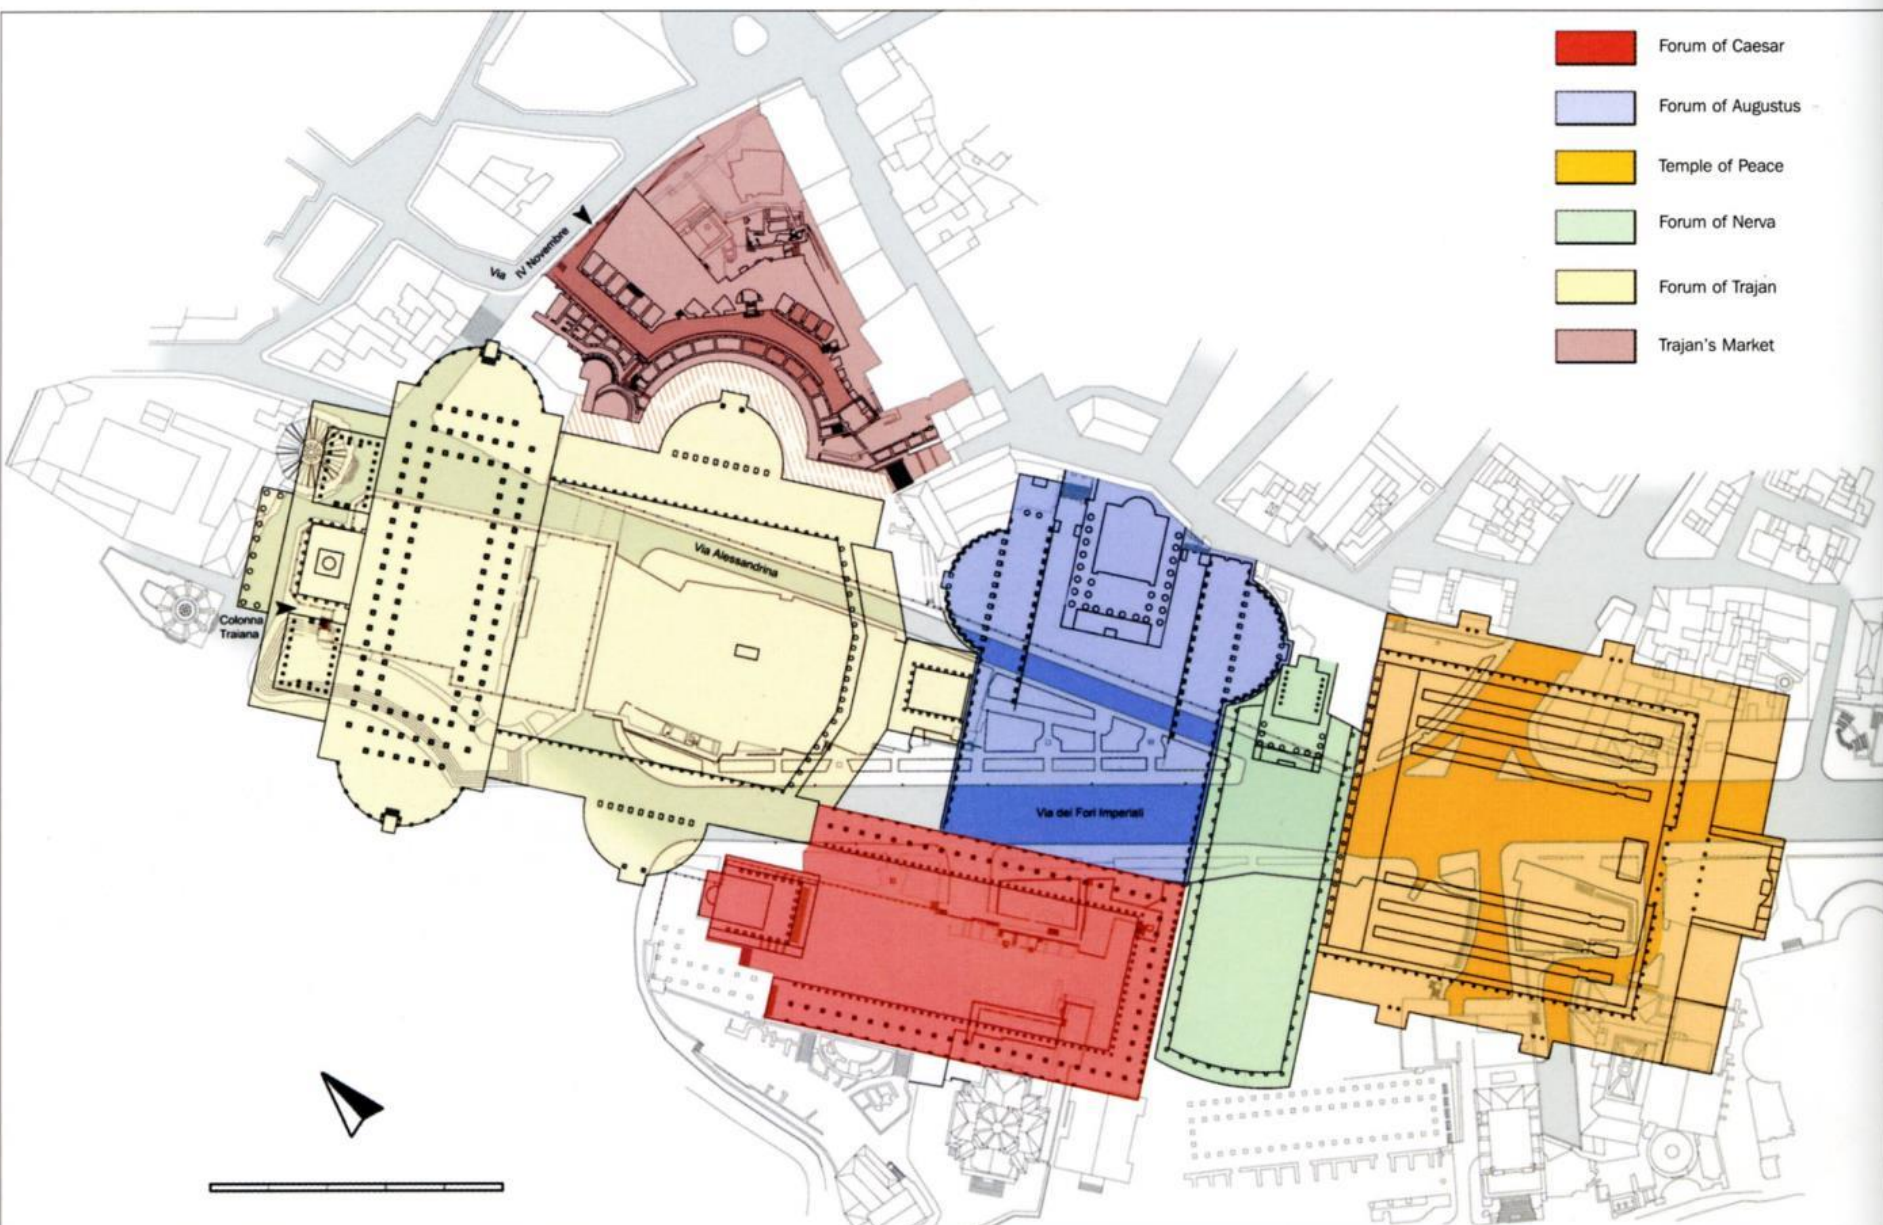 Forum of Caesar
Forum of Augustus
Temple of Peace
Forum of Nerva
Forum of Trajan
Trajan's Market
Via IV Novembre
Via Alessandrina
Colonna
Traiana
Via dei Fori Imperiali